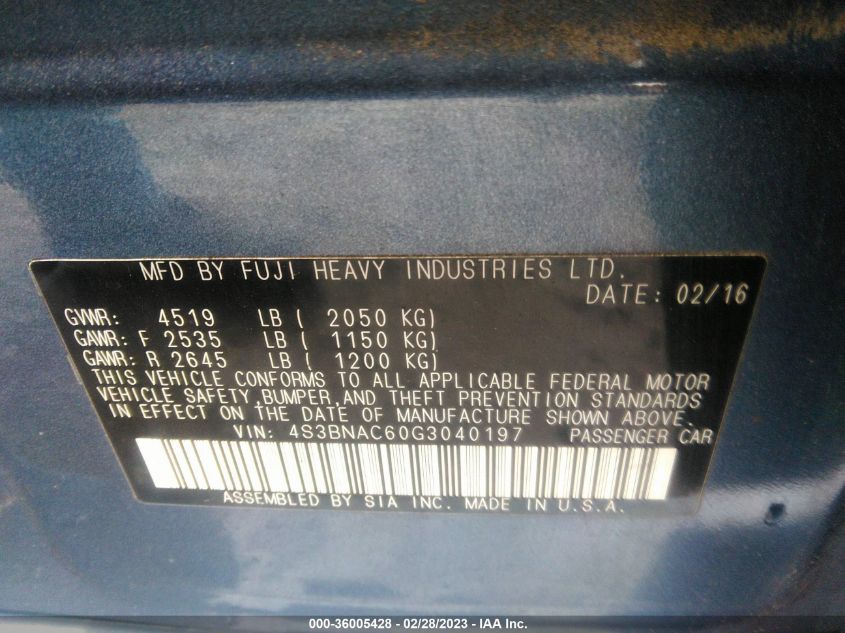 MFD BY FUJI HEAVY INDUSTRIES LTD.
DATE: 02/16
GVWR: 4519 LB ( 2050 KG)
GAWR: F 2535 LB ( 1150 KG)
GAWR: R 2645 LB ( 1200 KG)
THIS VEHICLE CONFORMS TO ALL APPLICABLE FEDERAL MOTOR
VEHICLE SAFETY,BUMPER,AND THEFT PREVENTION STANDARDS
IN EFFECT ON THE DATE OF MANUFACTURE SHOWN ABOVE.
VIN: 4S3BNAC60G3040197 PASSENGER CAR
ASSEMBLED BY SIA INC. MADE IN U.S.A.
000-36005428 - 02/28/2023 - IAA Inc.